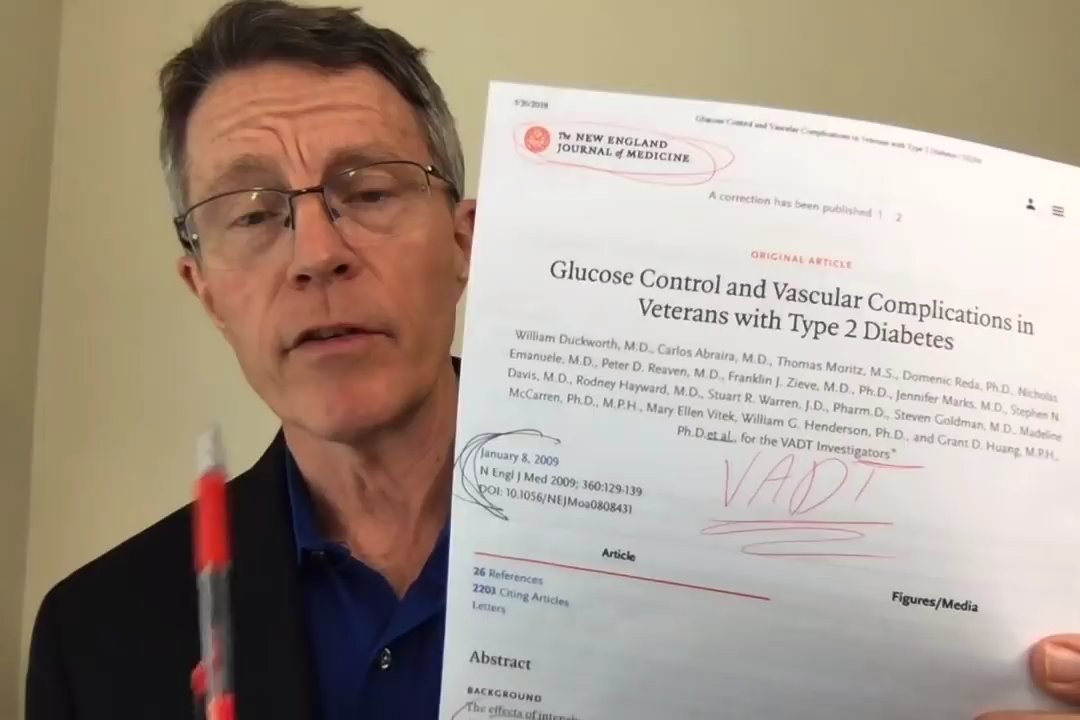 5/26/2018
Glucose Control and Vascular Complications in Veterans with Type 2 Diabetes | NEJM
The NEW ENGLAND
JOURNAL of MEDICINE
A correction has been published 1 2
ORIGINAL ARTICLE
Glucose Control and Vascular Complications in
Veterans with Type 2 Diabetes
William Duckworth, M.D., Carlos Abraira, M.D., Thomas Moritz, M.S., Domenic Reda, Ph.D., Nicholas
Emanuele, M.D., Peter D. Reaven, M.D., Franklin J. Zieve, M.D., Ph.D., Jennifer Marks, M.D., Stephen N.
Davis, M.D., Rodney Hayward, M.D., Stuart R. Warren, J.D., Pharm.D., Steven Goldman, M.D., Madeline
McCarren, Ph.D., M.P.H., Mary Ellen Vitek, William G. Henderson, Ph.D., and Grant D. Huang, M.P.H.,
Ph.D.et al., for the VADT Investigators*
January 8, 2009
N Engl J Med 2009; 360:129-139
DOI: 10.1056/NEJMoa0808431
VADT
Article
Figures/Media
26 References
2203 Citing Articles
Letters
Abstract
BACKGROUND
The effects of